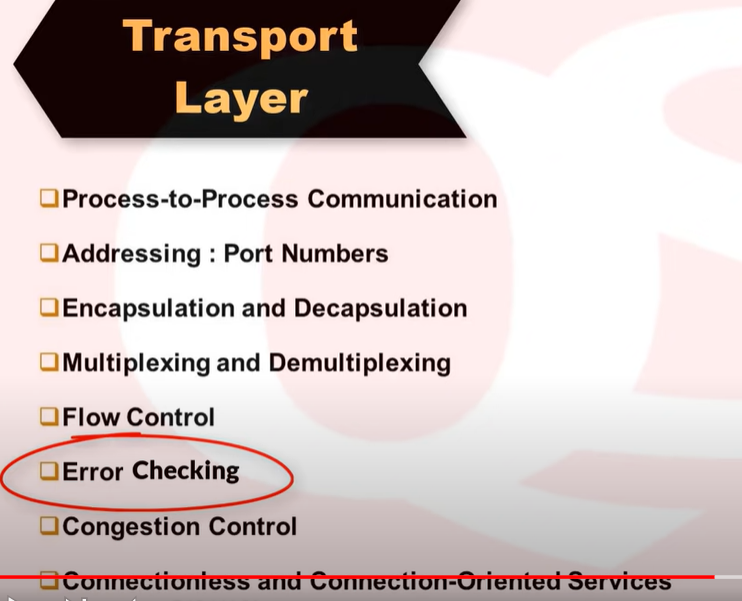 Transport
Layer
Process-to-Process Communication
Addressing : Port Numbers
Encapsulation and Decapsulation
Multiplexing and Demultiplexing
Flow Control
Error Checking
Congestion Control
Connectionless and Connection-Oriented Services